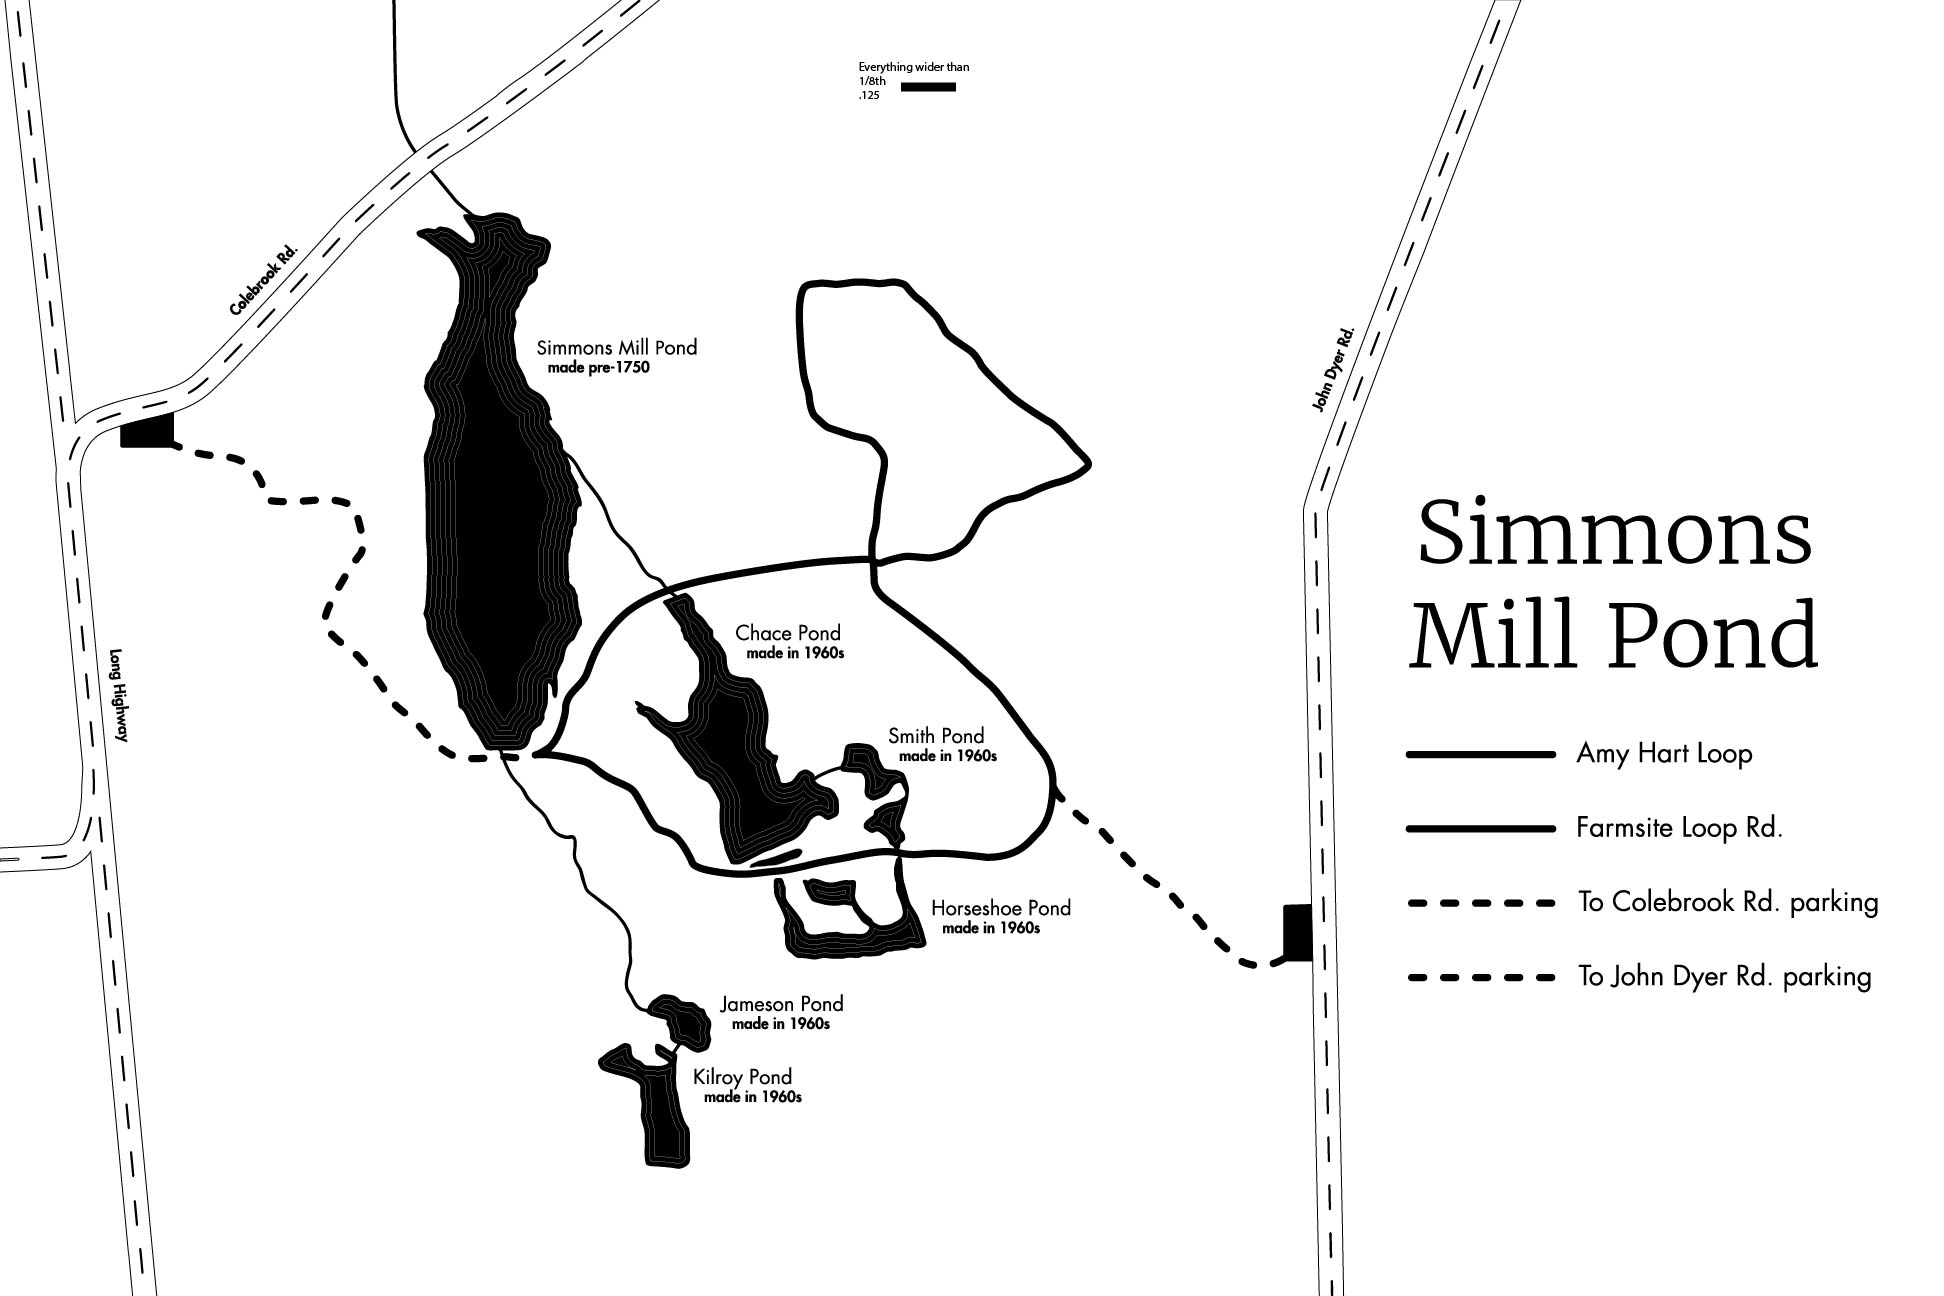 Everything wider than
1/8th
.125
Colebrook Rd.
Simmons Mill Pond
made pre-1750
John Dyer Rd.
Simmons
Mill Pond
Chace Pond
made in 1960s
Long Highway
Smith Pond
made in 1960s
Amy Hart Loop
Farmsite Loop Rd.
To Colebrook Rd. parking
Horseshoe Pond
made in 1960s
To John Dyer Rd. parking
Jameson Pond
made in 1960s
Kilroy Pond
made in 1960s